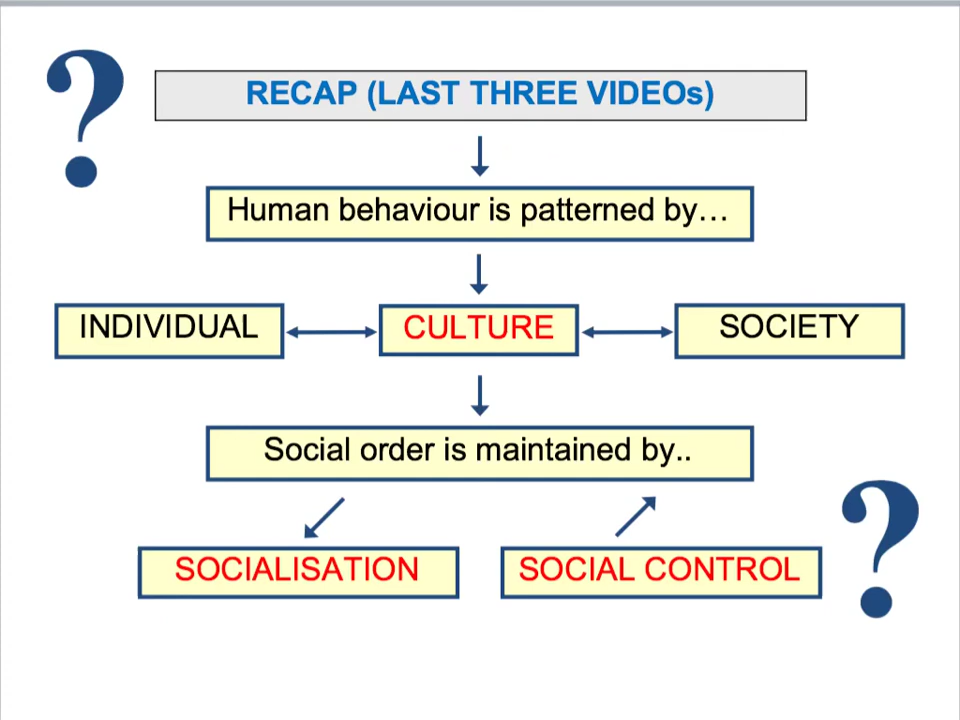 ?
RECAP (LAST THREE VIDEOs)
Human behaviour is patterned by…
INDIVIDUAL
CULTURE
SOCIETY
Social order is maintained by..
?
SOCIALISATION
SOCIAL CONTROL